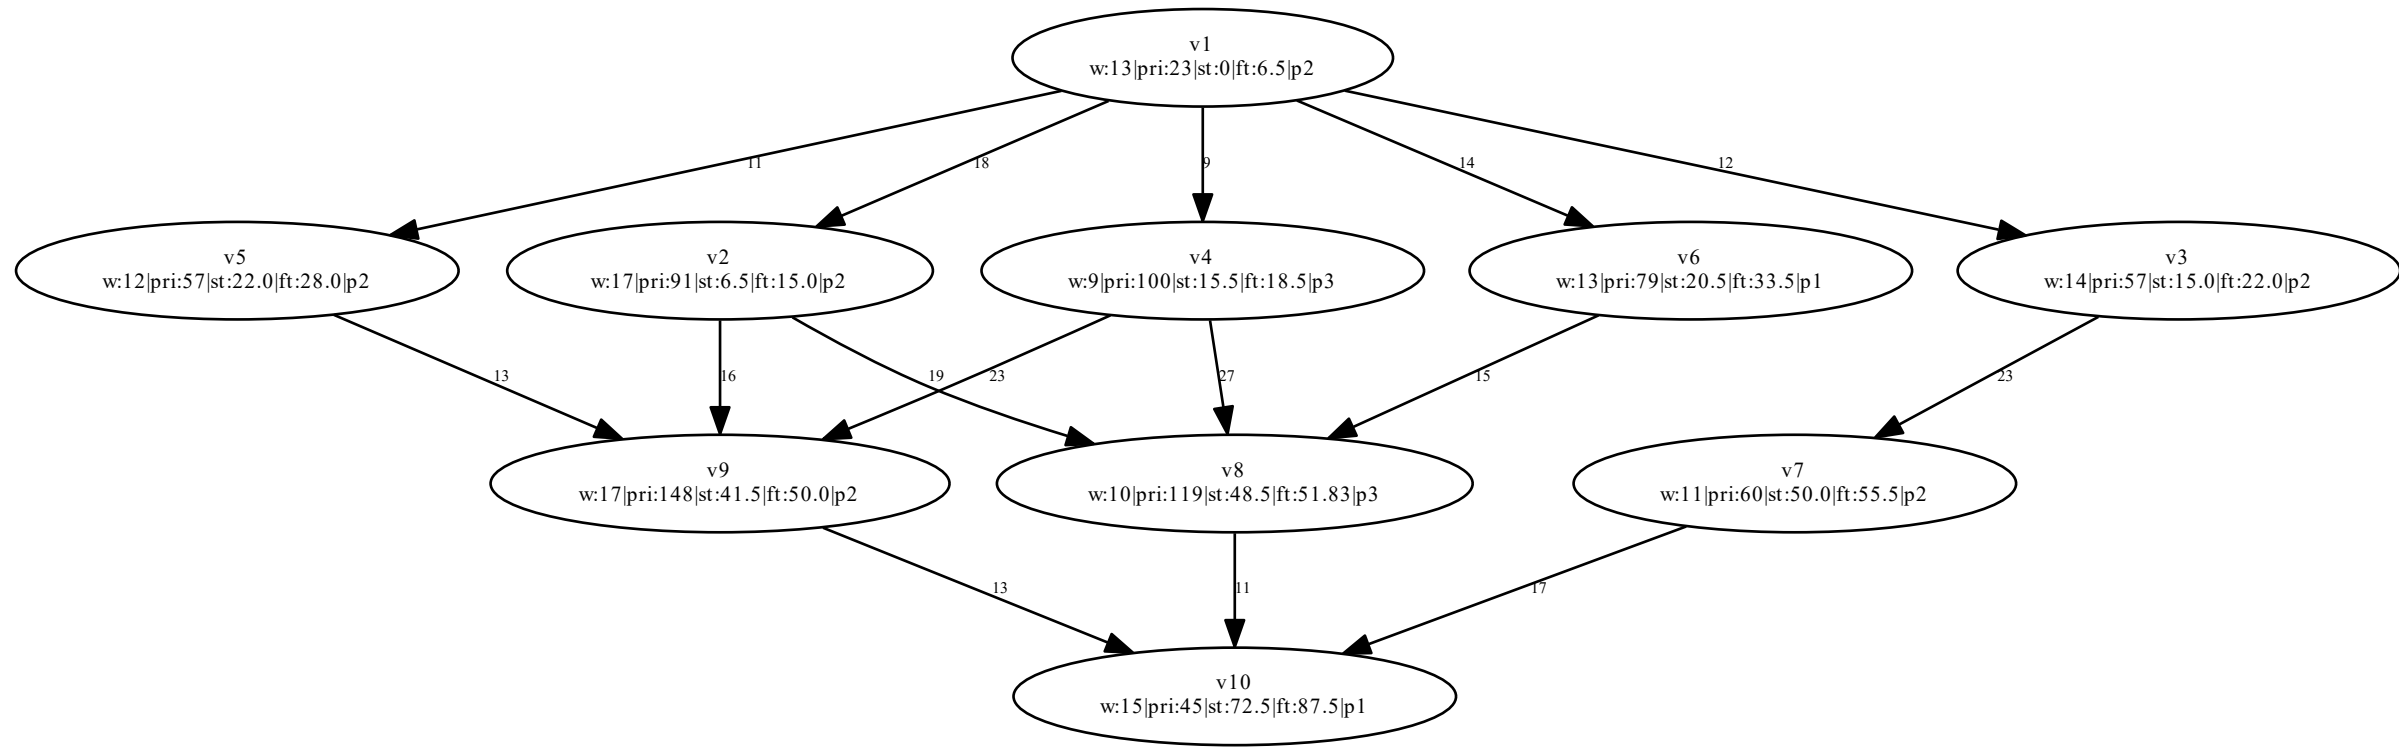 v1
w:13|pri:23|st:0|ft:6.5|p2
11
18
9
14
12
v5
w:12|pri:57|st:22.0|ft:28.0|p2
v2
w:17|pri:91|st:6.5|ft:15.0|p2
v4
w:9|pri:100|st:15.5|ft:18.5|p3
v6
w:13|pri:79|st:20.5|ft:33.5|p1
v3
w:14|pri:57|st:15.0|ft:22.0|p2
13
16
19
23
27
15
23
v9
w:17|pri:148|st:41.5|ft:50.0|p2
v8
w:10|pri:119|st:48.5|ft:51.83|p3
v7
w:11|pri:60|st:50.0|ft:55.5|p2
13
11
17
v10
w:15|pri:45|st:72.5|ft:87.5|p1